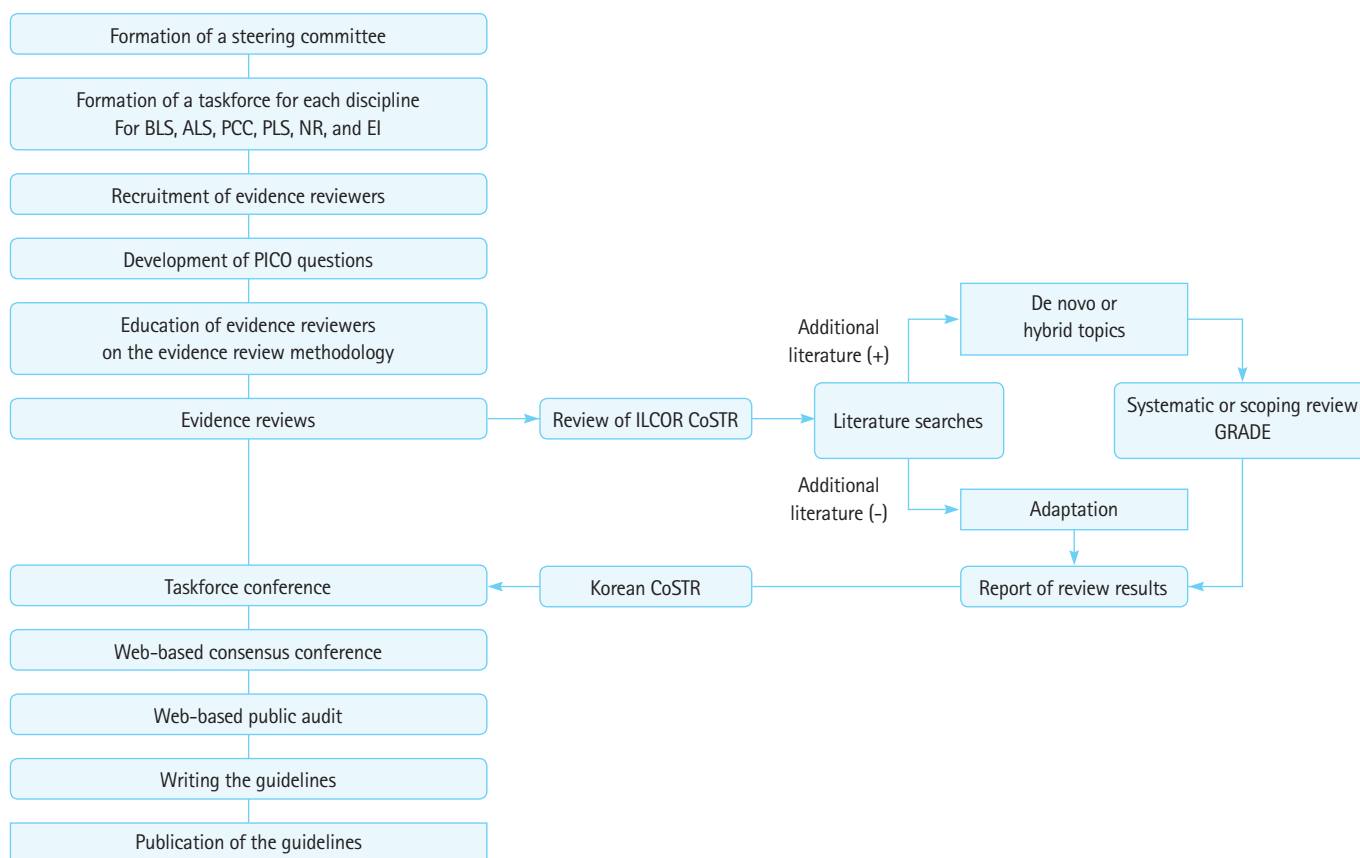 Formation of a steering committee
Formation of a taskforce for each discipline
For BLS, ALS, PCC, PLS, NR, and EI
Recruitment of evidence reviewers
Development of PICO questions
Education of evidence reviewers
on the evidence review methodology
Evidence reviews
Review of ILCOR CoSTR
Literature searches
Additional
literature (+)
De novo or
hybrid topics
Systematic or scoping review
GRADE
Additional
literature (-)
Adaptation
Report of review results
Korean CoSTR
Taskforce conference
Web-based consensus conference
Web-based public audit
Writing the guidelines
Publication of the guidelines